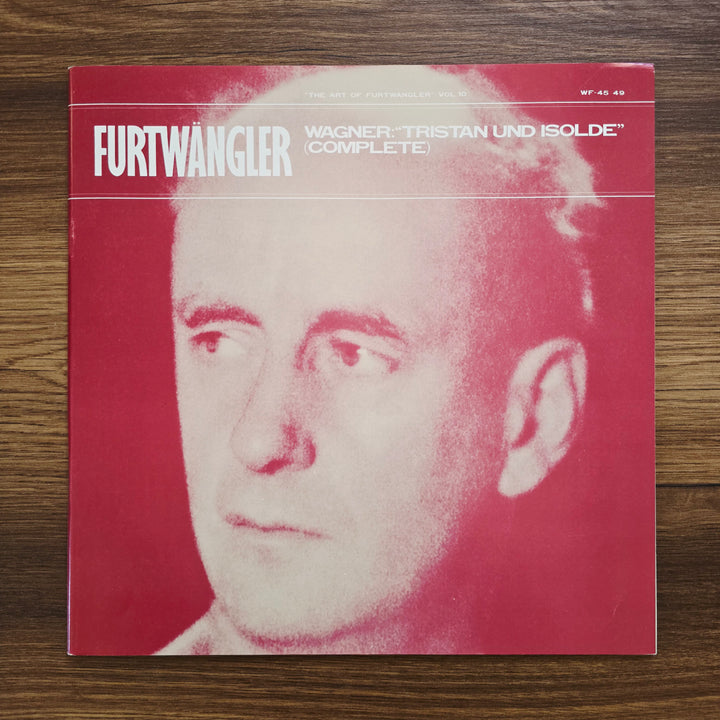 "THE ART OF FURTWÄNGLER" VOL.10
WF-45 49
FURTWÄNGLER
WAGNER:"TRISTAN UND ISOLDE"
(COMPLETE)